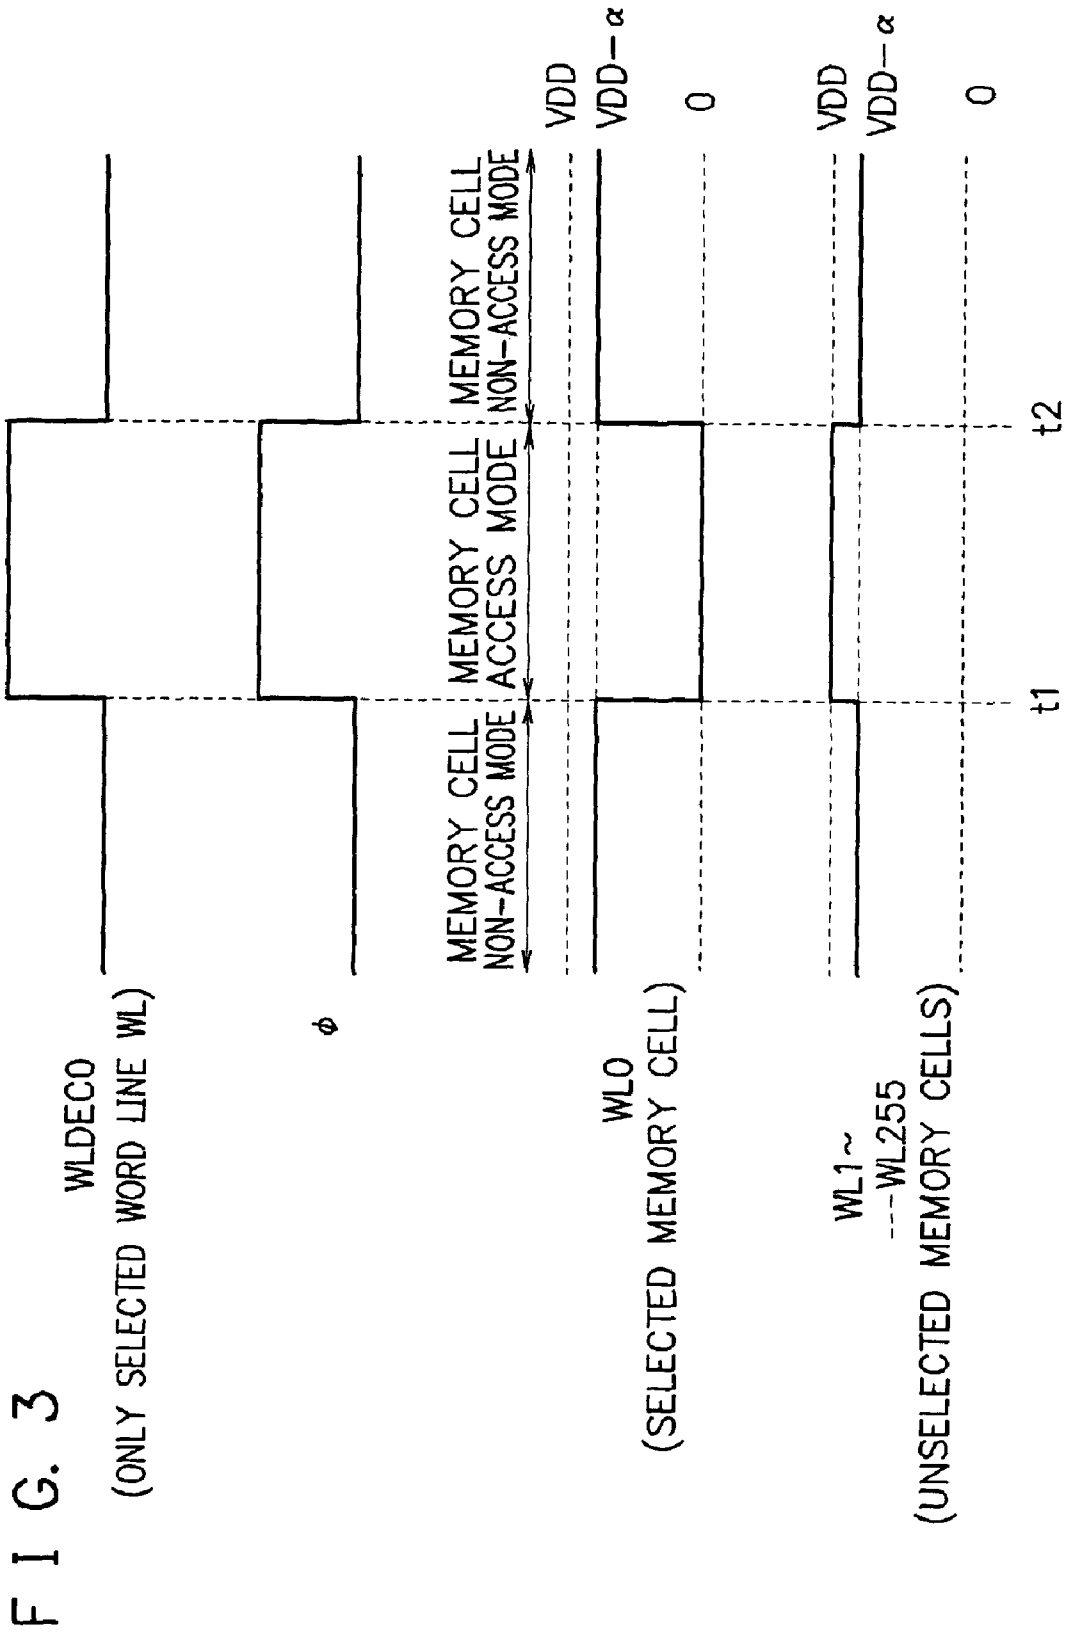 F I G. 3
WLDEC0
(ONLY SELECTED WORD LINE WL)
ϕ
MEMORY CELL
NON-ACCESS MODE
MEMORY CELL
ACCESS MODE
MEMORY CELL
NON-ACCESS MODE
VDD
VDD-α
0
WL0
(SELECTED MEMORY CELL)
VDD
VDD-α
0
WL1~
---WL255
(UNSELECTED MEMORY CELLS)
t1
t2